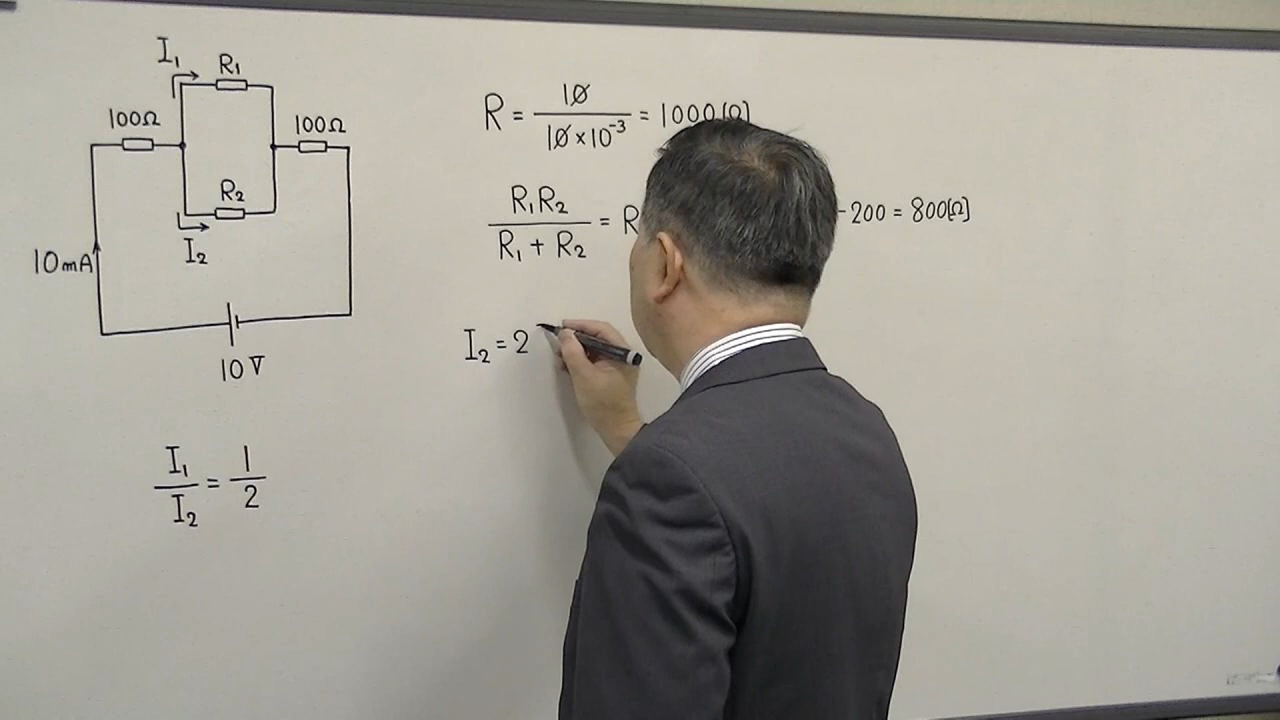 I₁
R₁
100Ω
100Ω
R₂
I₂
10mA
10V
I₁/I₂ = 1/2
R = 10/(10×10⁻³) = 1000[Ω]
R₁R₂/(R₁ + R₂) = R -200 = 800[Ω]
I₂ = 2